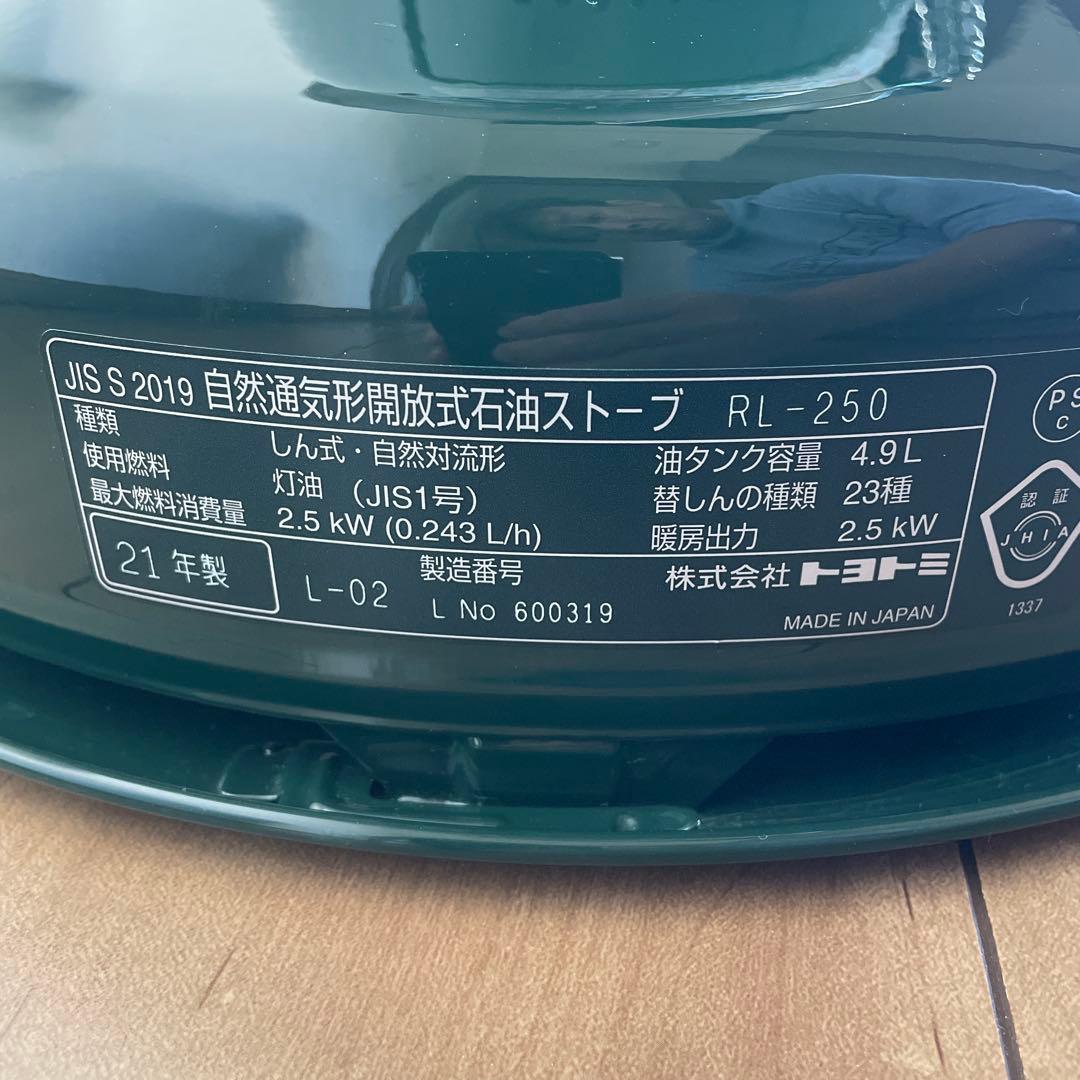 JIS S 2019 自然通気形開放式石油ストーブ RL-250
種類 しん式・自然対流形 油タンク容量 4.9L
使用燃料 灯油 (JIS1号) 替しんの種類 23種
最大燃料消費量 2.5 kW (0.243 L/h) 暖房出力 2.5 kW
21年製 L-02 製造番号 L No 600319 株式会社トヨトミ
MADE IN JAPAN
PS
C
認証
JHIA
1337